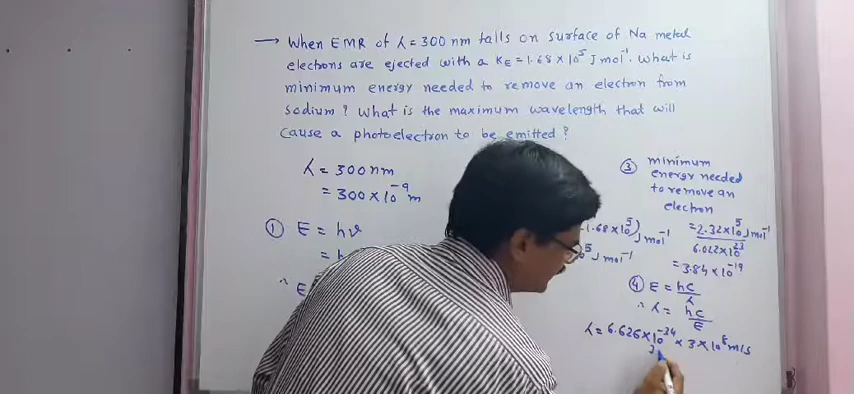 → When EMR of λ = 300 nm falls on surface of Na metal
electrons are ejected with a KE = 1.68 × 10⁵ J mol⁻¹. What is
minimum energy needed to remove an electron from
sodium ? What is the maximum wavelength that will
cause a photoelectron to be emitted ?
λ = 300 nm
= 300 × 10⁻⁹ m
① E = hν
= h
∴ E
1.68 × 10⁵) J mol⁻¹
10⁵ J mol⁻¹
③ minimum
energy needed
to remove an
electron
= 2.32 × 10⁵ J mol⁻¹ / 6.022 × 10²³
= 3.84 × 10⁻¹⁹
④ E = hc / λ
∴ λ = hc / E
λ = 6.626 × 10⁻³⁴ × 3 × 10⁸ m/s
J